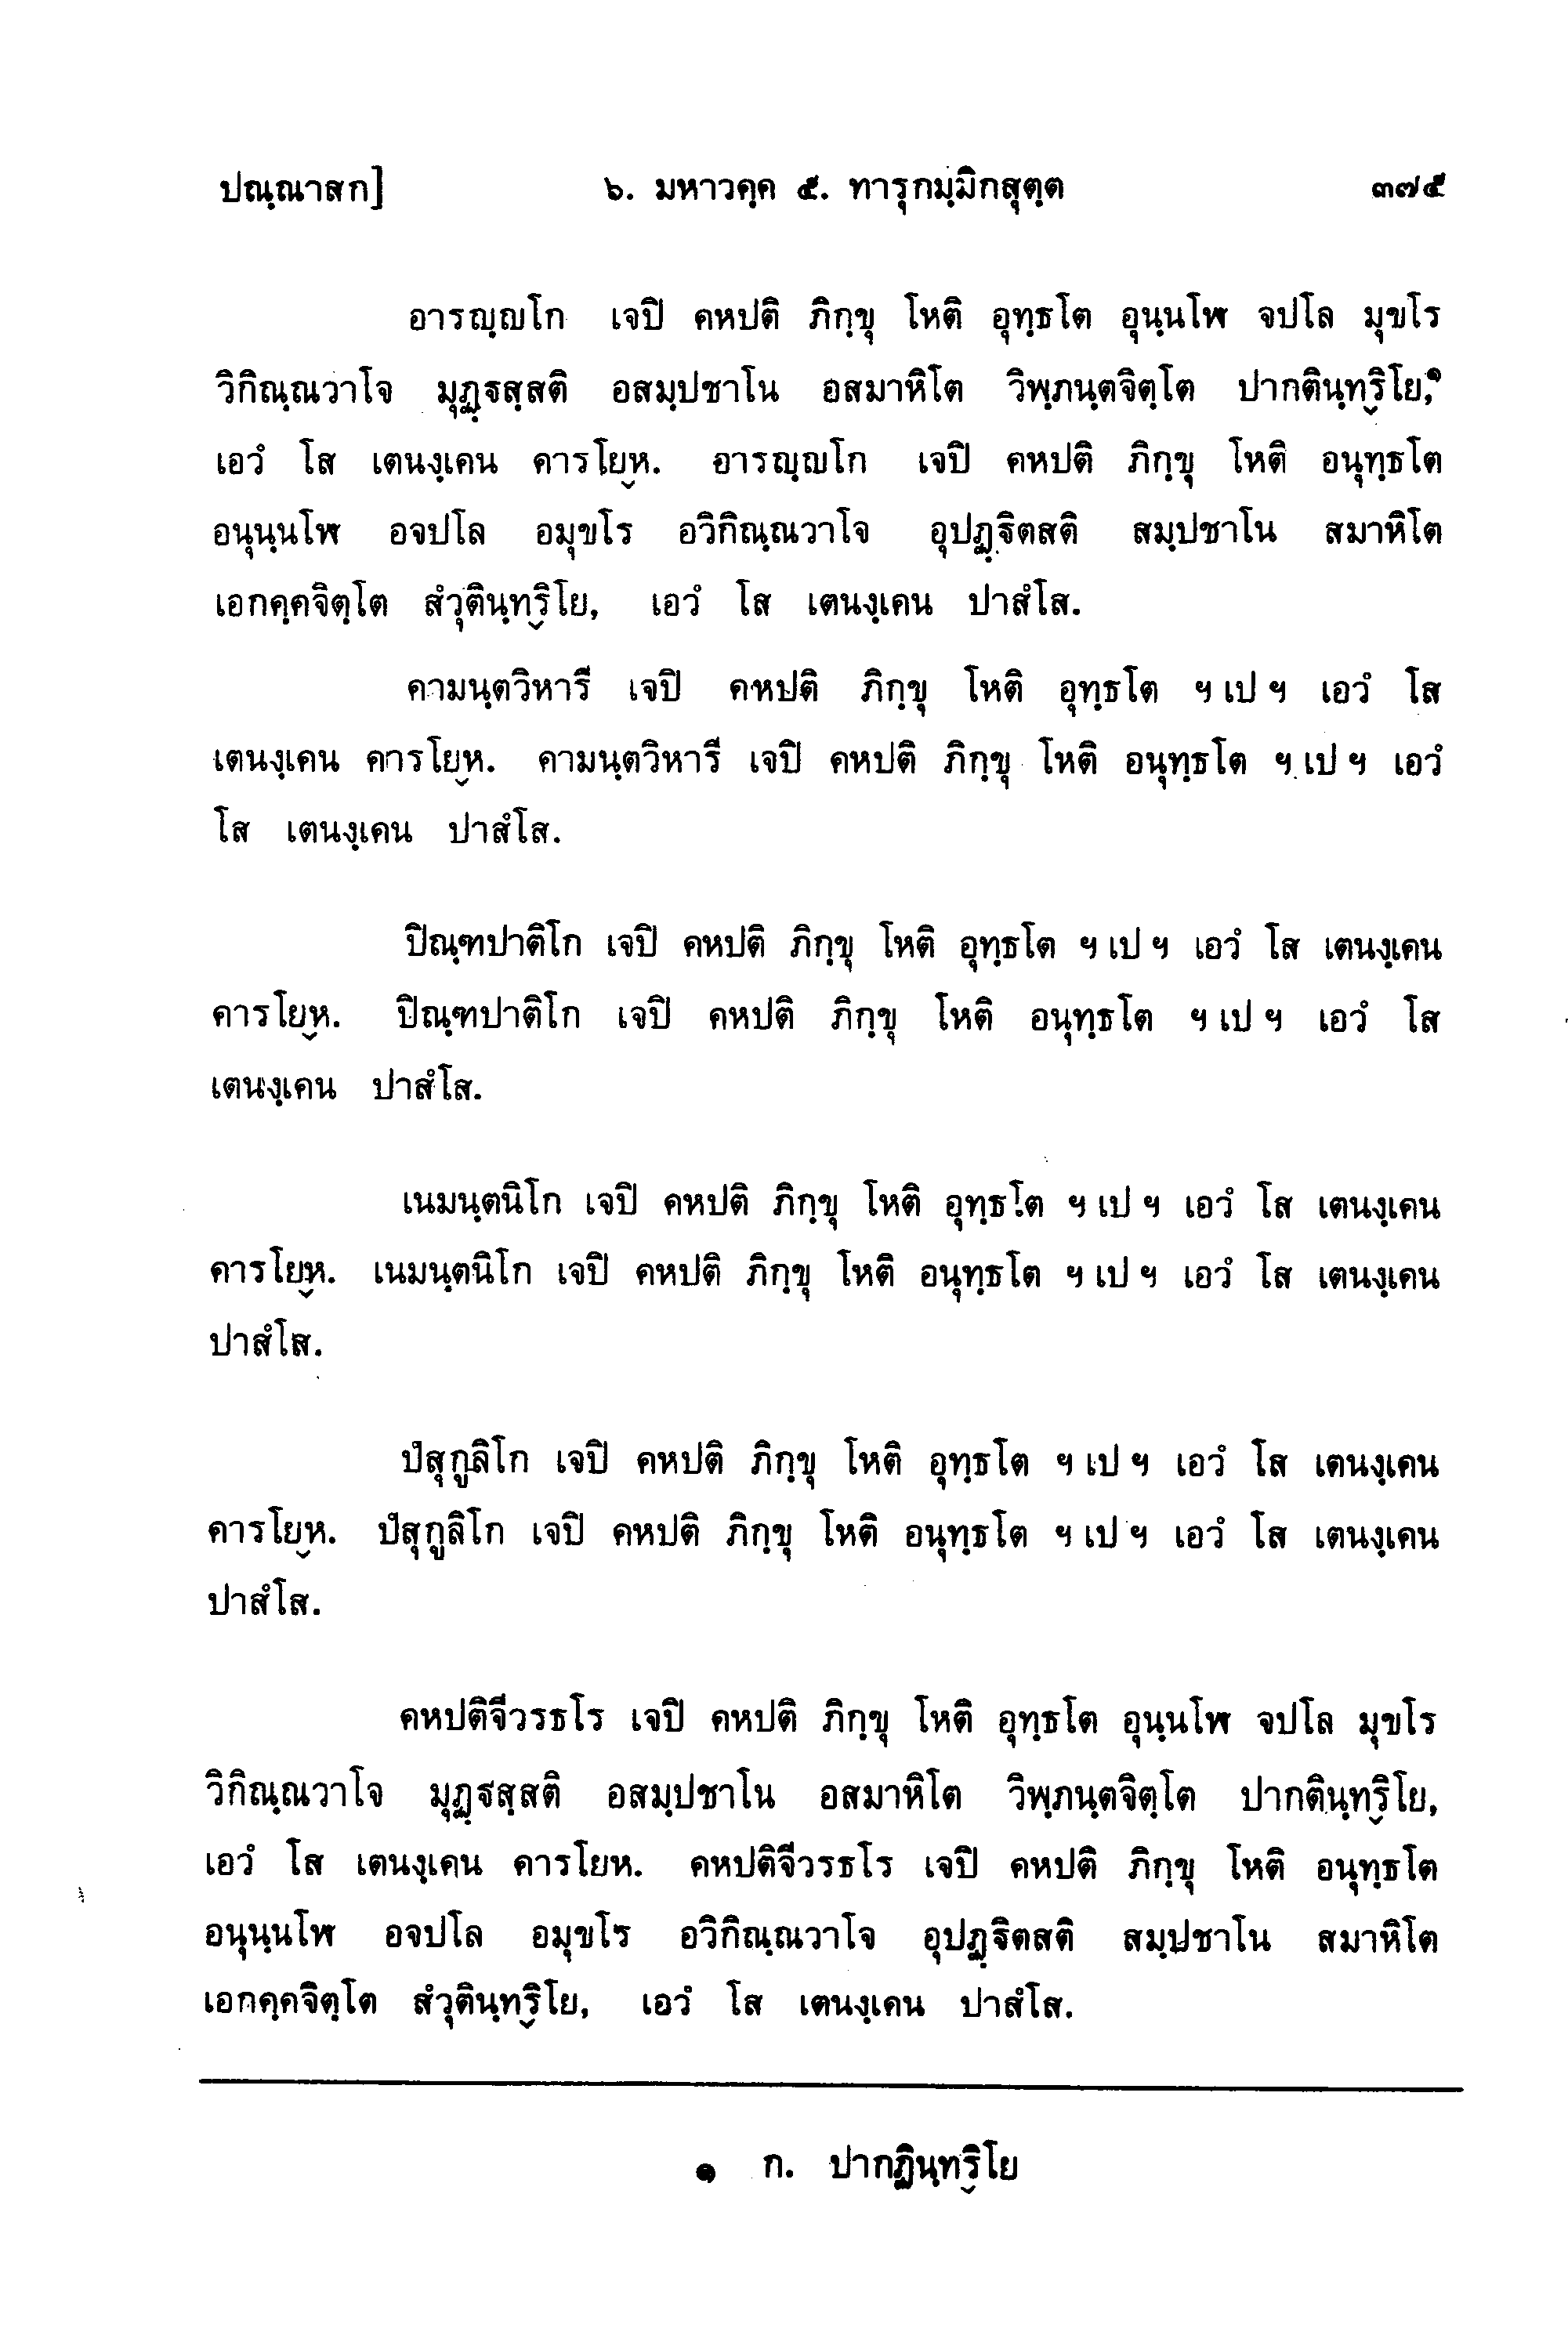 ปณฺณาสก]	๖. มหาวคฺค ๕. ทารุกมฺมิกสุตฺต	๓๗๕
อารญฺญโก เจปิ คหปติ ภิกฺขุ โหติ อุทฺธโต อุนฺนโฬ จปโล มุขโร
วิกิณฺณวาโจ มุฏฺฐสฺสติ อสมฺปชาโน อสมาหิโต วิพฺภนฺตจิตฺโต ปากตินฺทฺริโย,๑
เอวํ โส เตนงฺเคน คารโยฺห. อารญฺญโก เจปิ คหปติ ภิกฺขุ โหติ อนุทฺธโต
อนุนฺนโฬ อจปโล อมุขโร อวิกิณฺณวาโจ อุปฏฺฐิตสติ สมฺปชาโน สมาหิโต
เอกคฺคจิตฺโต สํวุตินฺทฺริโย, เอวํ โส เตนงฺเคน ปาสํโส.
คามนฺตวิหารี เจปิ คหปติ ภิกฺขุ โหติ อุทฺธโต ฯ เป ฯ เอวํ โส
เตนงฺเคน คารโยฺห. คามนฺตวิหารี เจปิ คหปติ ภิกฺขุ โหติ อนุทฺธโต ฯ เป ฯ เอวํ
โส เตนงฺเคน ปาสํโส.
ปิณฺฑปาติโก เจปิ คหปติ ภิกฺขุ โหติ อุทฺธโต ฯ เป ฯ เอวํ โส เตนงฺเคน
คารโยฺห. ปิณฺฑปาติโก เจปิ คหปติ ภิกฺขุ โหติ อนุทฺธโต ฯ เป ฯ เอวํ โส
เตนงฺเคน ปาสํโส.
เนมนฺตนิโก เจปิ คหปติ ภิกฺขุ โหติ อุทฺธโต ฯ เป ฯ เอวํ โส เตนงฺเคน
คารโยฺห. เนมนฺตนิโก เจปิ คหปติ ภิกฺขุ โหติ อนุทฺธโต ฯ เป ฯ เอวํ โส เตนงฺเคน
ปาสํโส.
ปํสุกูลิโก เจปิ คหปติ ภิกฺขุ โหติ อุทฺธโต ฯ เป ฯ เอวํ โส เตนงฺเคน
คารโยฺห. ปํสุกูลิโก เจปิ คหปติ ภิกฺขุ โหติ อนุทฺธโต ฯ เป ฯ เอวํ โส เตนงฺเคน
ปาสํโส.
คหปติจีวรธโร เจปิ คหปติ ภิกฺขุ โหติ อุทฺธโต อุนฺนโฬ จปโล มุขโร
วิกิณฺณวาโจ มุฏฺฐสฺสติ อสมฺปชาโน อสมาหิโต วิพฺภนฺตจิตฺโต ปากตินฺทฺริโย,
เอวํ โส เตนงฺเคน คารโยห. คหปติจีวรธโร เจปิ คหปติ ภิกฺขุ โหติ อนุทฺธโต
อนุนฺนโฬ อจปโล อมุขโร อวิกิณฺณวาโจ อุปฏฺฐิตสติ สมฺปชาโน สมาหิโต
เอกคฺคจิตฺโต สํวุตินฺทฺริโย, เอวํ โส เตนงฺเคน ปาสํโส.
๑ ก. ปากฏินฺทฺริโย